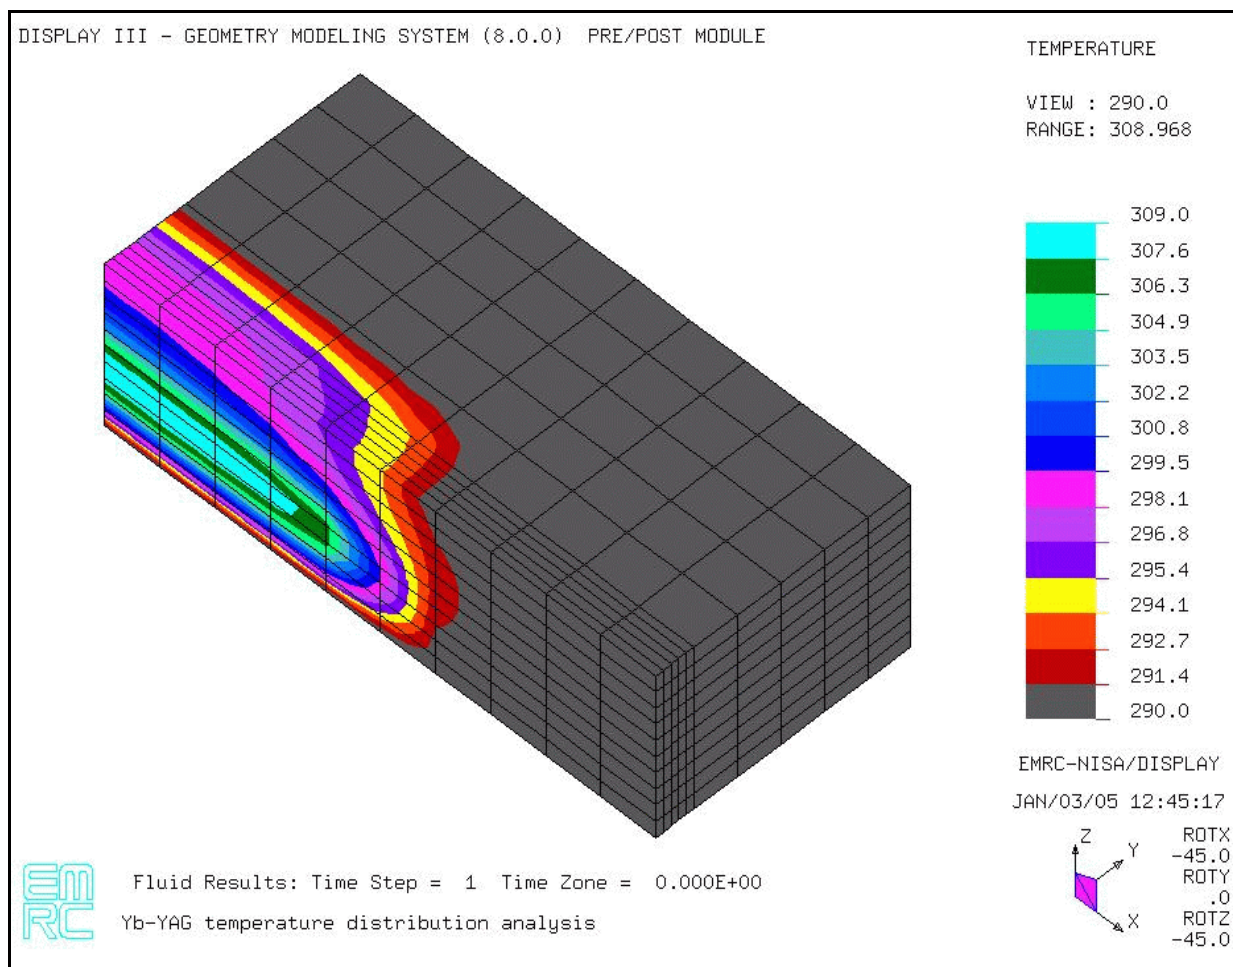 DISPLAY III - GEOMETRY MODELING SYSTEM (8.0.0)  PRE/POST MODULE
TEMPERATURE
VIEW : 290.0
RANGE: 308.968
309.0
307.6
306.3
304.9
303.5
302.2
300.8
299.5
298.1
296.8
295.4
294.1
292.7
291.4
290.0
EMRC-NISA/DISPLAY
JAN/03/05 12:45:17
Z
Y
X
ROTX
-45.0
ROTY
.0
ROTZ
-45.0
EM
RC
Fluid Results: Time Step =  1  Time Zone =  0.000E+00
Yb-YAG temperature distribution analysis